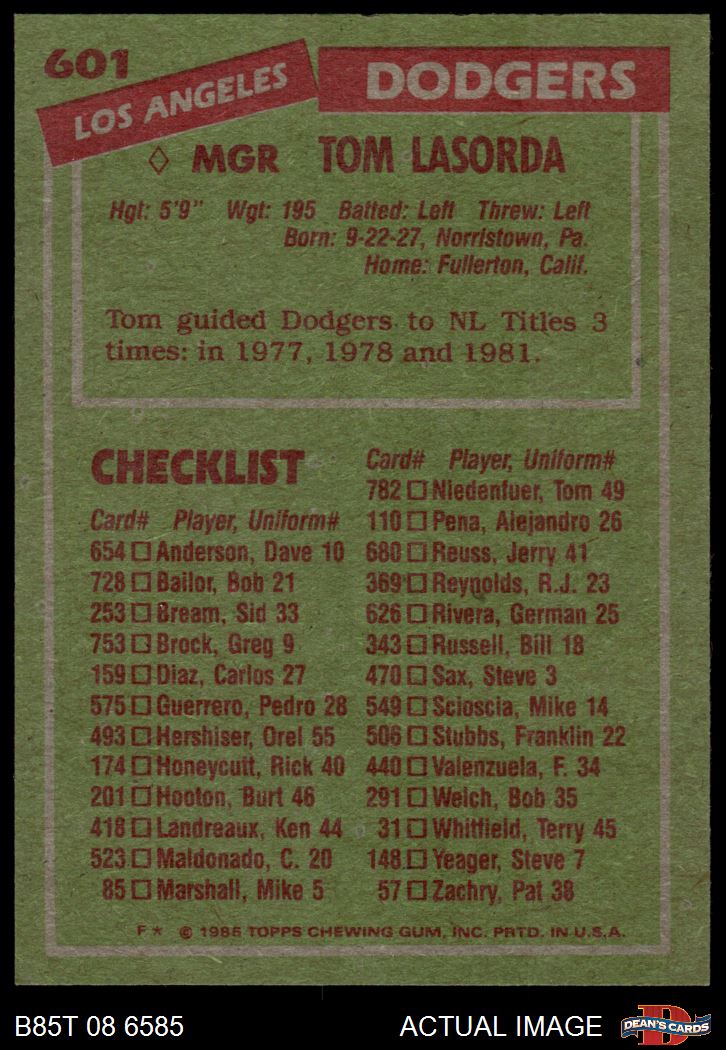 601
LOS ANGELES DODGERS
◇ MGR TOM LASORDA
Hgt: 5'9" Wgt: 195 Batted: Left Threw: Left
Born: 9-22-27, Norristown, Pa.
Home: Fullerton, Calif.
Tom guided Dodgers to NL Titles 3
times: in 1977, 1978 and 1981.
CHECKLIST
Card# Player, Uniform#
654 □ Anderson, Dave 10
728 □ Bailor, Bob 21
253 □ Bream, Sid 33
753 □ Brock, Greg 9
159 □ Diaz, Carlos 27
575 □ Guerrero, Pedro 28
493 □ Hershiser, Orel 55
174 □ Honeycutt, Rick 40
201 □ Hooton, Burt 46
418 □ Landreaux, Ken 44
523 □ Maldonado, C. 20
85 □ Marshall, Mike 5
Card# Player, Uniform#
782 □ Niedenfuer, Tom 49
110 □ Pena, Alejandro 26
680 □ Reuss, Jerry 41
369 □ Reynolds, R.J. 23
626 □ Rivera, German 25
343 □ Russell, Bill 18
470 □ Sax, Steve 3
549 □ Scioscia, Mike 14
506 □ Stubbs, Franklin 22
440 □ Valenzuela, F. 34
291 □ Welch, Bob 35
31 □ Whitfield, Terry 45
148 □ Yeager, Steve 7
57 □ Zachry, Pat 38
F * © 1985 TOPPS CHEWING GUM, INC. PRTD. IN U.S.A.
B85T 08 6585
ACTUAL IMAGE
D
DEAN'S CARDS